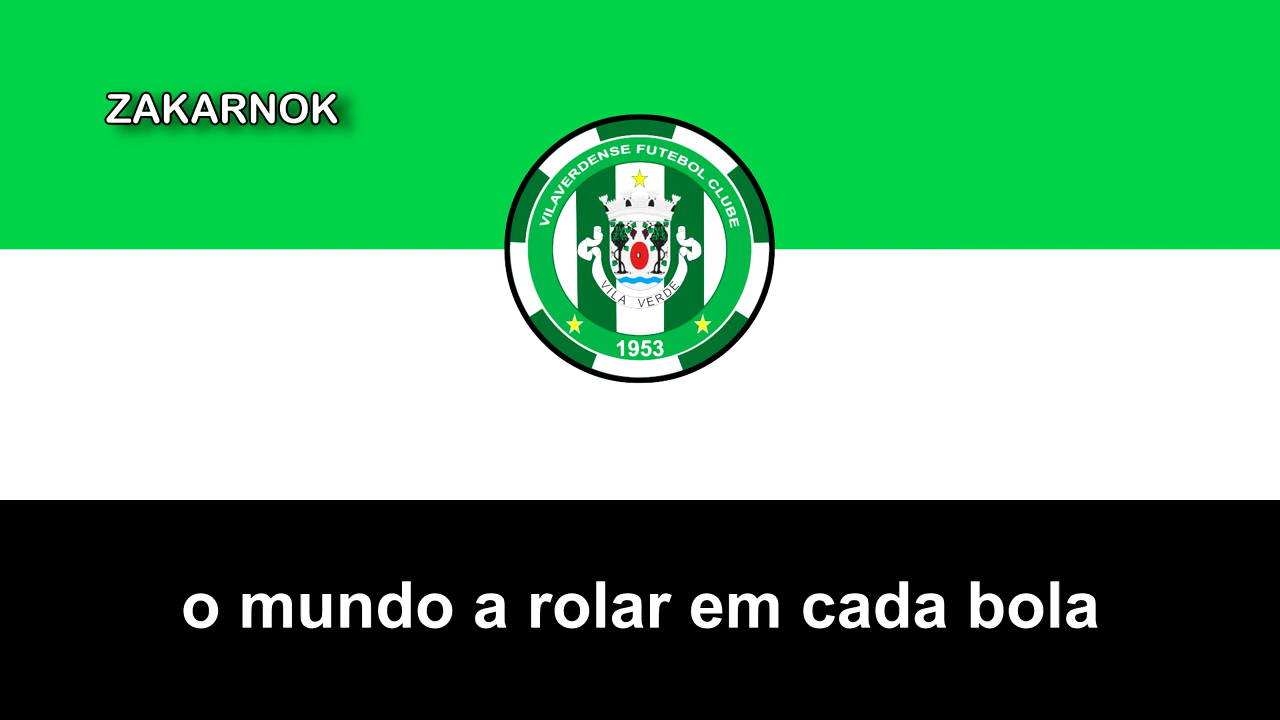 ZAKARNOK
VILAVERDENSE FUTEBOL CLUBE
VILA VERDE
1953
o mundo a rolar em cada bola